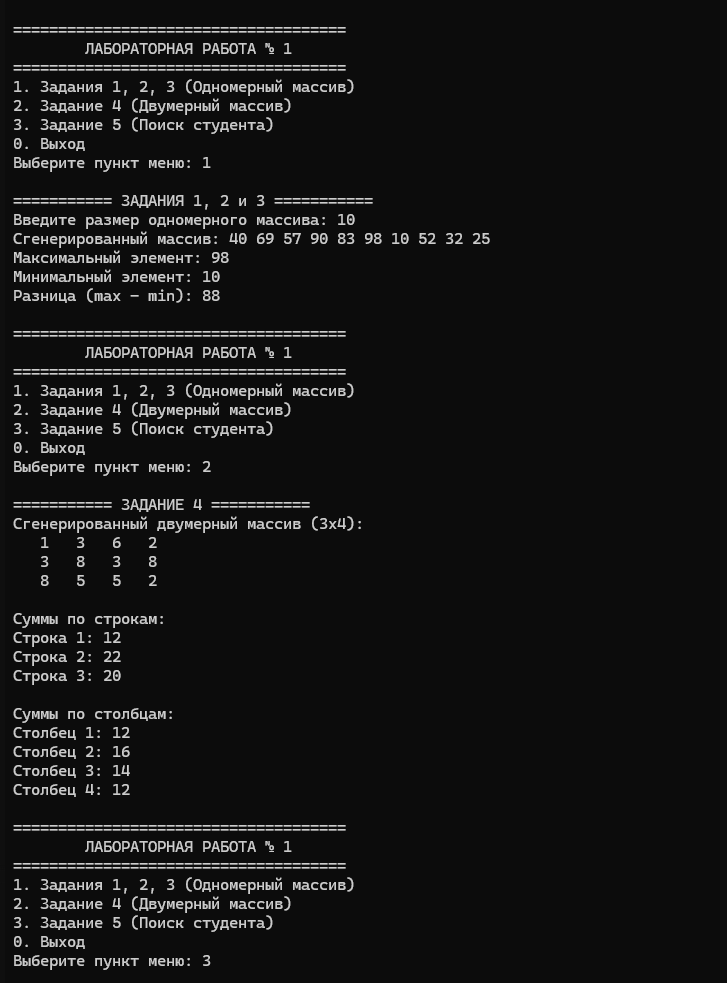 =====================================
        ЛАБОРАТОРНАЯ РАБОТА № 1
=====================================
1. Задания 1, 2, 3 (Одномерный массив)
2. Задание 4 (Двумерный массив)
3. Задание 5 (Поиск студента)
0. Выход
Выберите пункт меню: 1

=========== ЗАДАНИЯ 1, 2 и 3 ===========
Введите размер одномерного массива: 10
Сгенерированный массив: 40 69 57 90 83 98 10 52 32 25
Максимальный элемент: 98
Минимальный элемент: 10
Разница (max - min): 88

=====================================
        ЛАБОРАТОРНАЯ РАБОТА № 1
=====================================
1. Задания 1, 2, 3 (Одномерный массив)
2. Задание 4 (Двумерный массив)
3. Задание 5 (Поиск студента)
0. Выход
Выберите пункт меню: 2

=========== ЗАДАНИЕ 4 ===========
Сгенерированный двумерный массив (3x4):
   1   3   6   2
   3   8   3   8
   8   5   5   2

Суммы по строкам:
Строка 1: 12
Строка 2: 22
Строка 3: 20

Суммы по столбцам:
Столбец 1: 12
Столбец 2: 16
Столбец 3: 14
Столбец 4: 12

=====================================
        ЛАБОРАТОРНАЯ РАБОТА № 1
=====================================
1. Задания 1, 2, 3 (Одномерный массив)
2. Задание 4 (Двумерный массив)
3. Задание 5 (Поиск студента)
0. Выход
Выберите пункт меню: 3